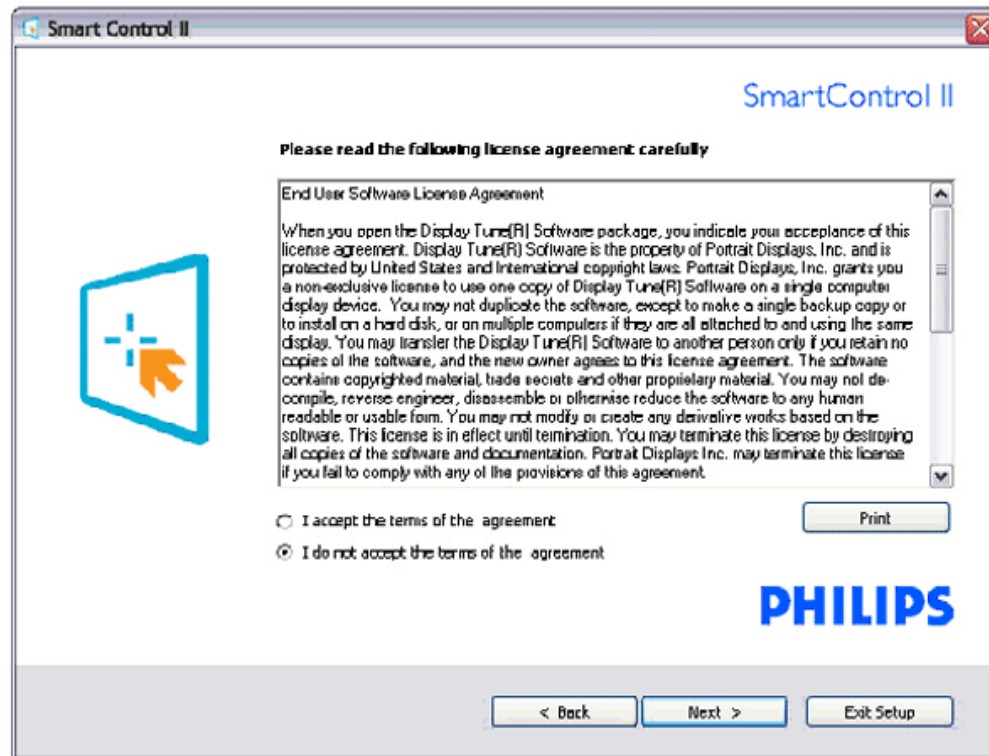 Smart Control II
SmartControl II
Please read the following license agreement carefully
End User Software License Agreement
When you open the Display Tune(R) Software package, you indicate your acceptance of this
license agreement. Display Tune(R) Software is the property of Portrait Displays, Inc. and is
protected by United States and International copyright laws. Portrait Displays, Inc. grants you
a non-exclusive license to use one copy of Display Tune(R) Software on a single computer
display device. You may not duplicate the software, except to make a single backup copy or
to install on a hard disk, or on multiple computers if they are all attached to and using the same
display. You may transfer the Display Tune(R) Software to another person only if you retain no
copies of the software, and the new owner agrees to this license agreement. The software
contains copyrighted material, trade secrets and other proprietary material. You may not de-
compile, reverse engineer, disassemble or otherwise reduce the software to any human
readable or usable form. You may not modify or create any derivative works based on the
software. This license is in effect until termination. You may terminate this license by destroying
all copies of the software and documentation. Portrait Displays Inc. may terminate this license
if you fail to comply with any of the provisions of this agreement.
I accept the terms of the agreement
Print
I do not accept the terms of the agreement
PHILIPS
< Back
Next >
Exit Setup